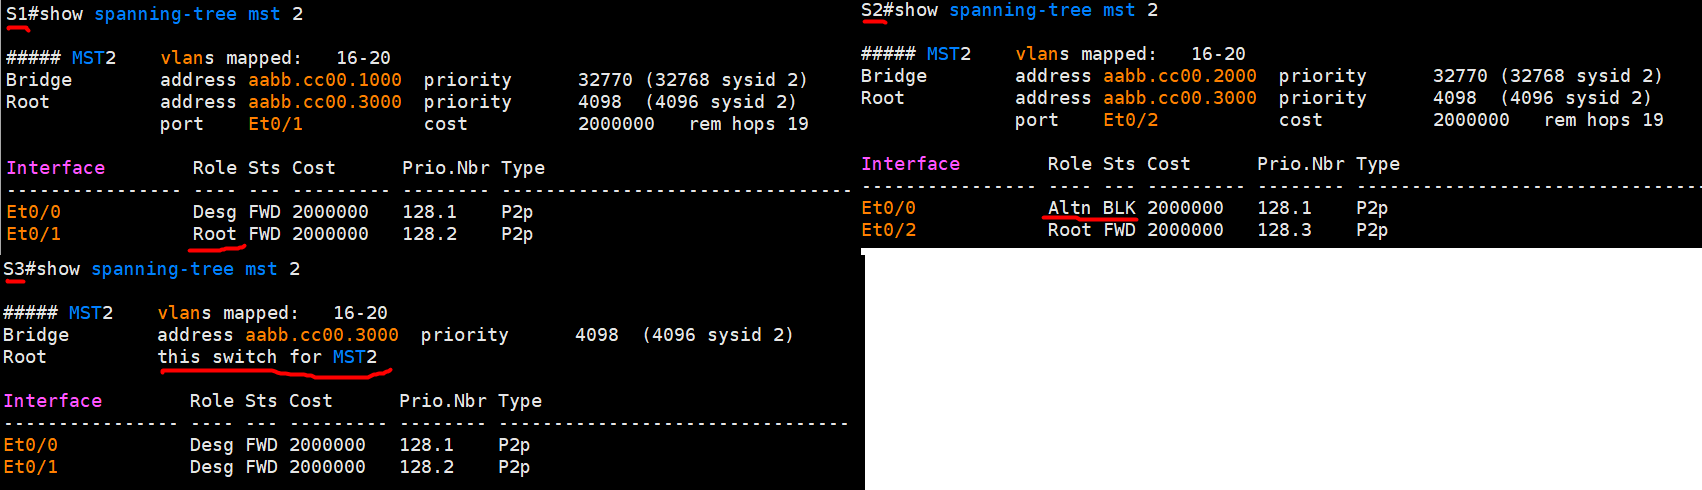 S1#show spanning-tree mst 2
##### MST2    vlans mapped:   16-20
Bridge        address aabb.cc00.1000  priority      32770 (32768 sysid 2)
Root          address aabb.cc00.3000  priority      4098  (4096 sysid 2)
              port    Et0/1           cost          2000000   rem hops 19
Interface        Role Sts Cost      Prio.Nbr Type
---------------- ---- --- --------- -------- --------------------------------
Et0/0            Desg FWD 2000000   128.1    P2p
Et0/1            Root FWD 2000000   128.2    P2p
S2#show spanning-tree mst 2
##### MST2    vlans mapped:   16-20
Bridge        address aabb.cc00.2000  priority      32770 (32768 sysid 2)
Root          address aabb.cc00.3000  priority      4098  (4096 sysid 2)
              port    Et0/2           cost          2000000   rem hops 19
Interface        Role Sts Cost      Prio.Nbr Type
---------------- ---- --- --------- -------- --------------------------------
Et0/0            Altn BLK 2000000   128.1    P2p
Et0/2            Root FWD 2000000   128.3    P2p
S3#show spanning-tree mst 2
##### MST2    vlans mapped:   16-20
Bridge        address aabb.cc00.3000  priority      4098  (4096 sysid 2)
Root          this switch for MST2
Interface        Role Sts Cost      Prio.Nbr Type
---------------- ---- --- --------- -------- --------------------------------
Et0/0            Desg FWD 2000000   128.1    P2p
Et0/1            Desg FWD 2000000   128.2    P2p